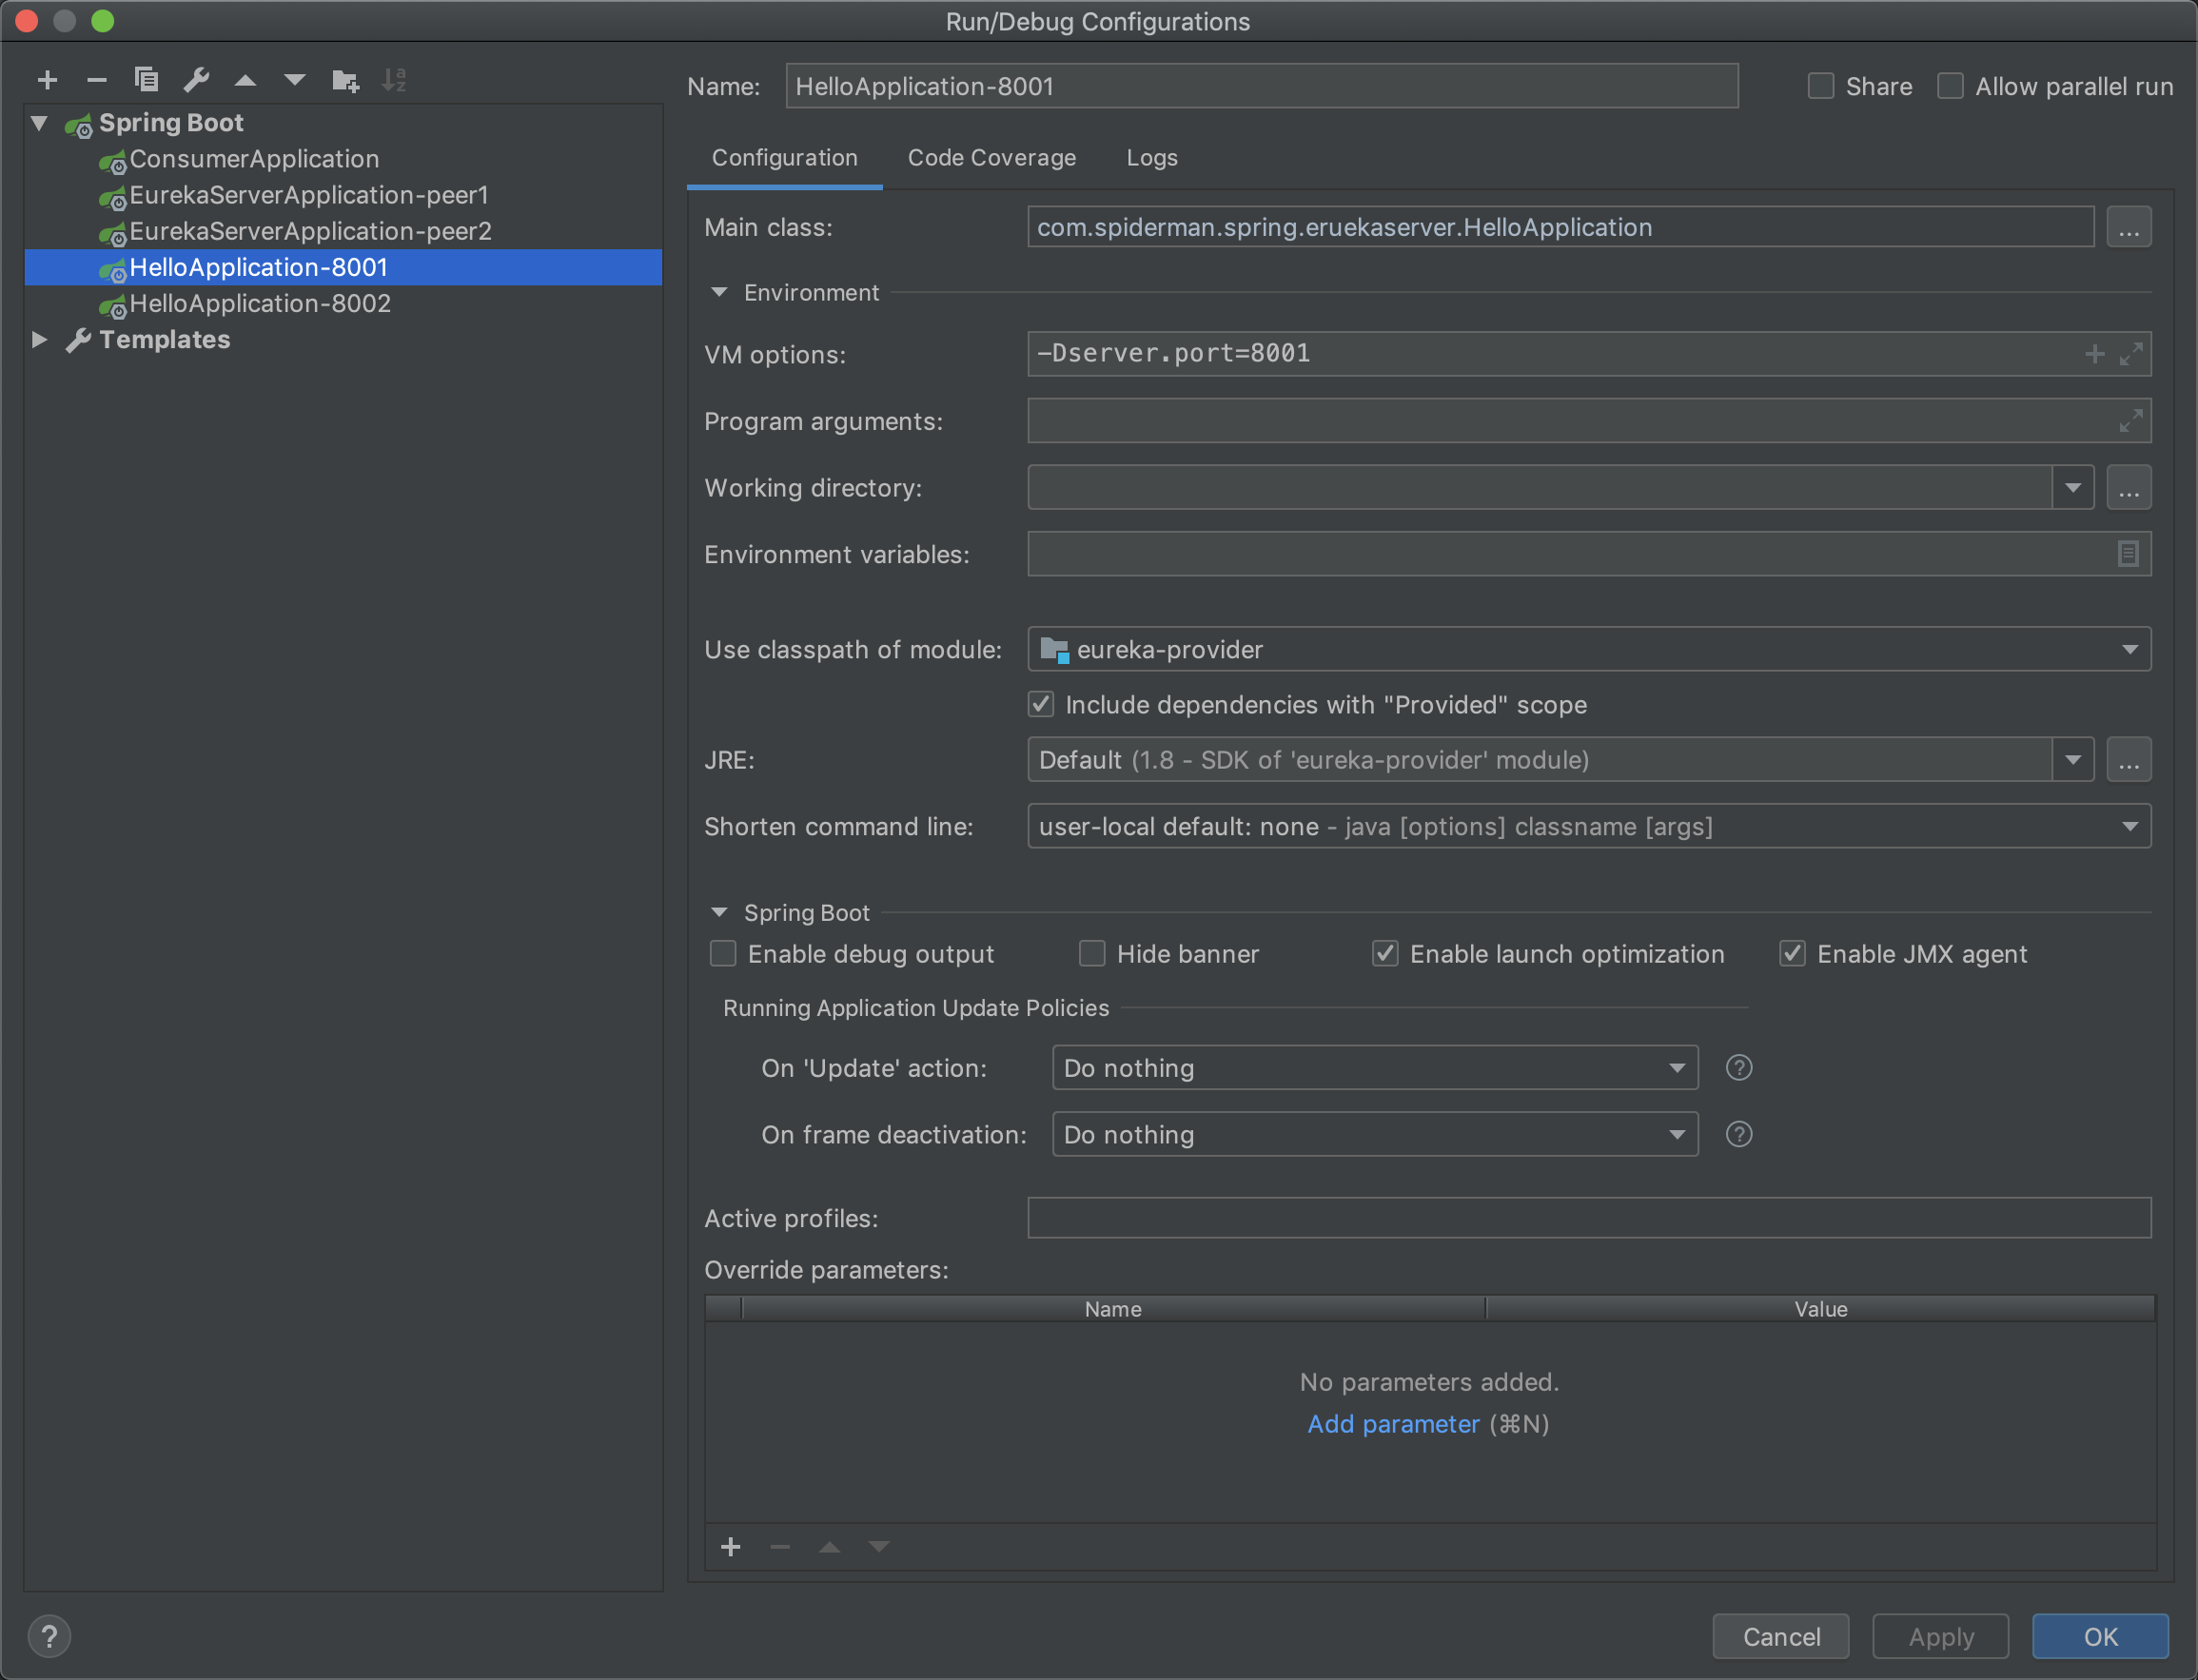 Run/Debug Configurations
Name: HelloApplication-8001 Share Allow parallel run
Spring Boot
ConsumerApplication
EurekaServerApplication-peer1
EurekaServerApplication-peer2
HelloApplication-8001
HelloApplication-8002
Templates
Configuration Code Coverage Logs
Main class: com.spiderman.spring.eruekaserver.HelloApplication ...
Environment
VM options: -Dserver.port=8001
Program arguments:
Working directory: ...
Environment variables:
Use classpath of module: eureka-provider
Include dependencies with "Provided" scope
JRE: Default (1.8 - SDK of 'eureka-provider' module) ...
Shorten command line: user-local default: none - java [options] classname [args]
Spring Boot
Enable debug output Hide banner Enable launch optimization Enable JMX agent
Running Application Update Policies
On 'Update' action: Do nothing ?
On frame deactivation: Do nothing ?
Active profiles:
Override parameters:
Name Value
No parameters added.
Add parameter (⌘N)
? Cancel Apply OK